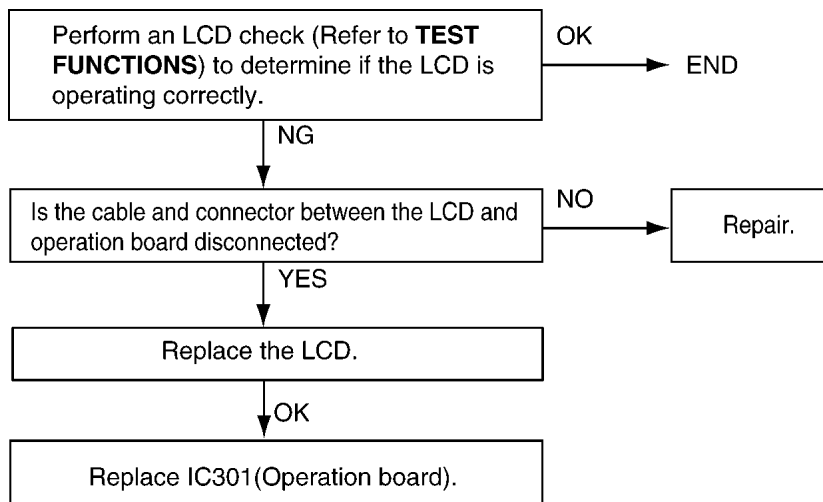 Perform an LCD check (Refer to TEST
FUNCTIONS) to determine if the LCD is
operating correctly.
OK
END
NG
Is the cable and connector between the LCD and
operation board disconnected?
NO
Repair.
YES
Replace the LCD.
OK
Replace IC301(Operation board).